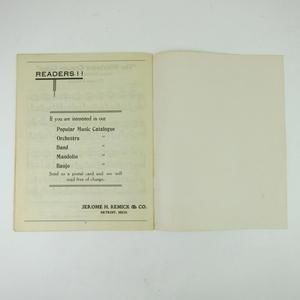 READERS!!
If you are interested in our
Popular Music Catalogue
Orchestra "
Band "
Mandolin "
Banjo "
Send us a postal card and we will
send free of charge.
JEROME H. REMICK & CO.
DETROIT, MICH.